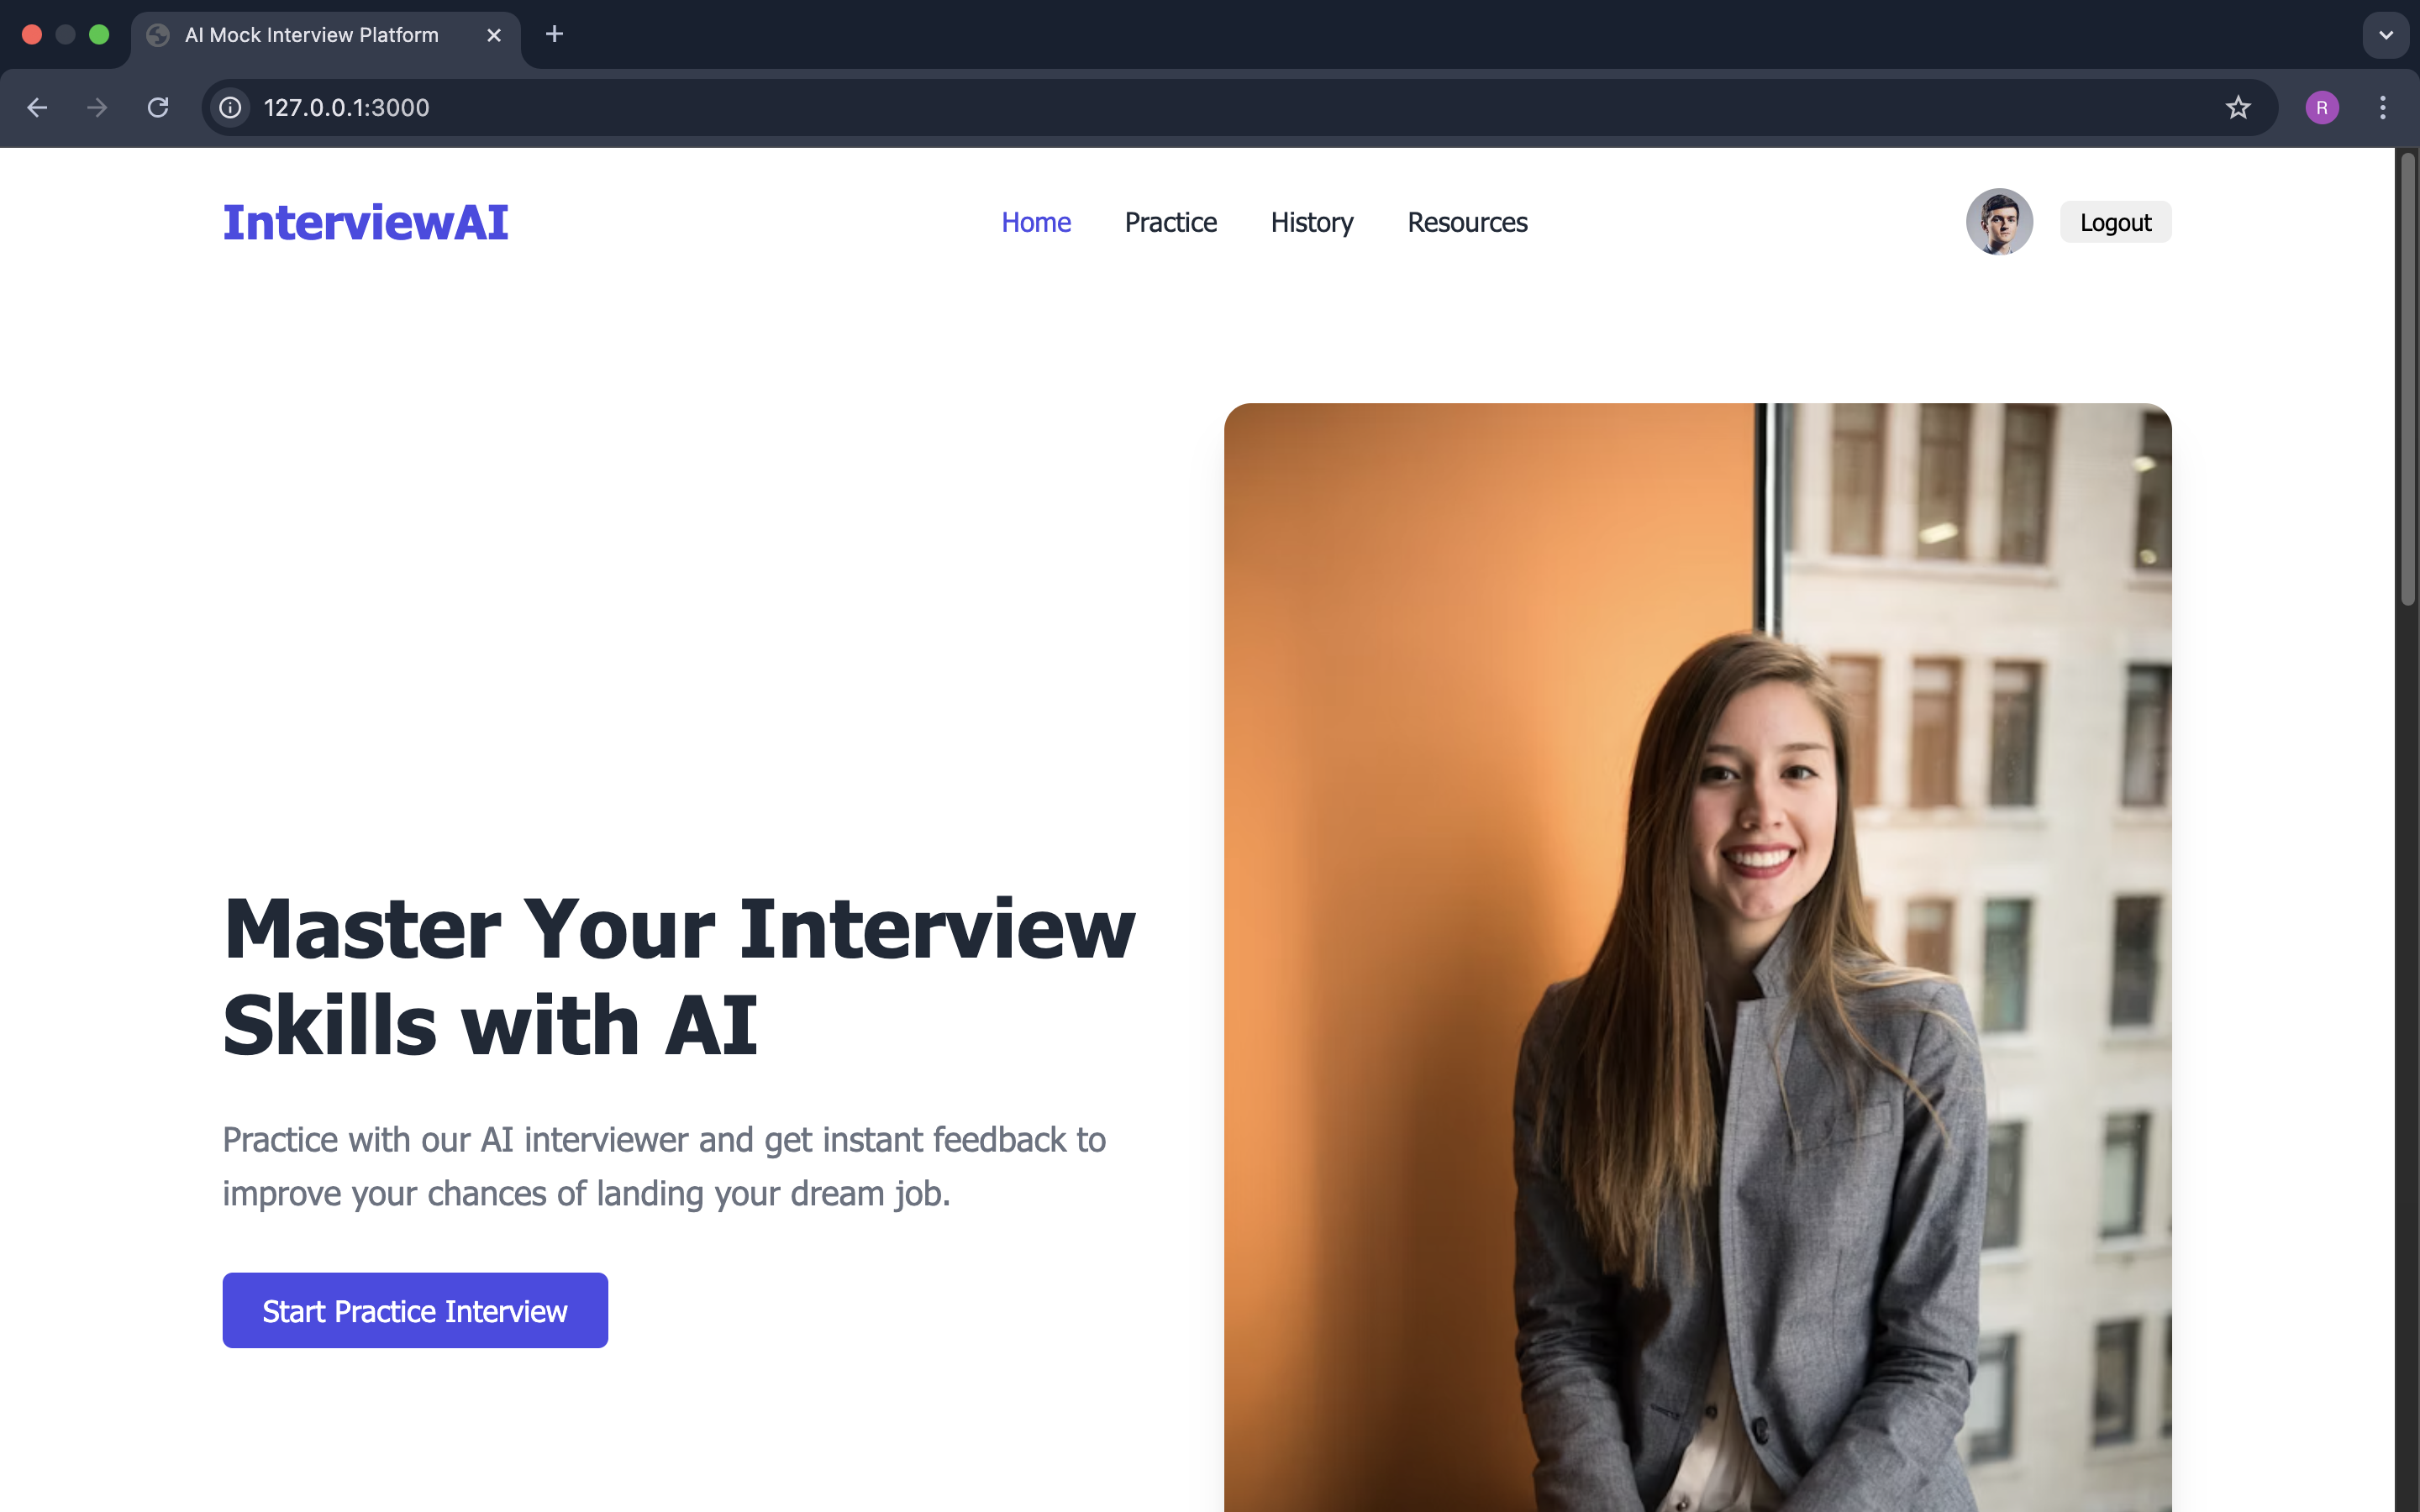 AI Mock Interview Platform
127.0.0.1:3000
R
InterviewAI
Home Practice History Resources
Logout
Master Your Interview
Skills with AI
Practice with our AI interviewer and get instant feedback to
improve your chances of landing your dream job.
Start Practice Interview